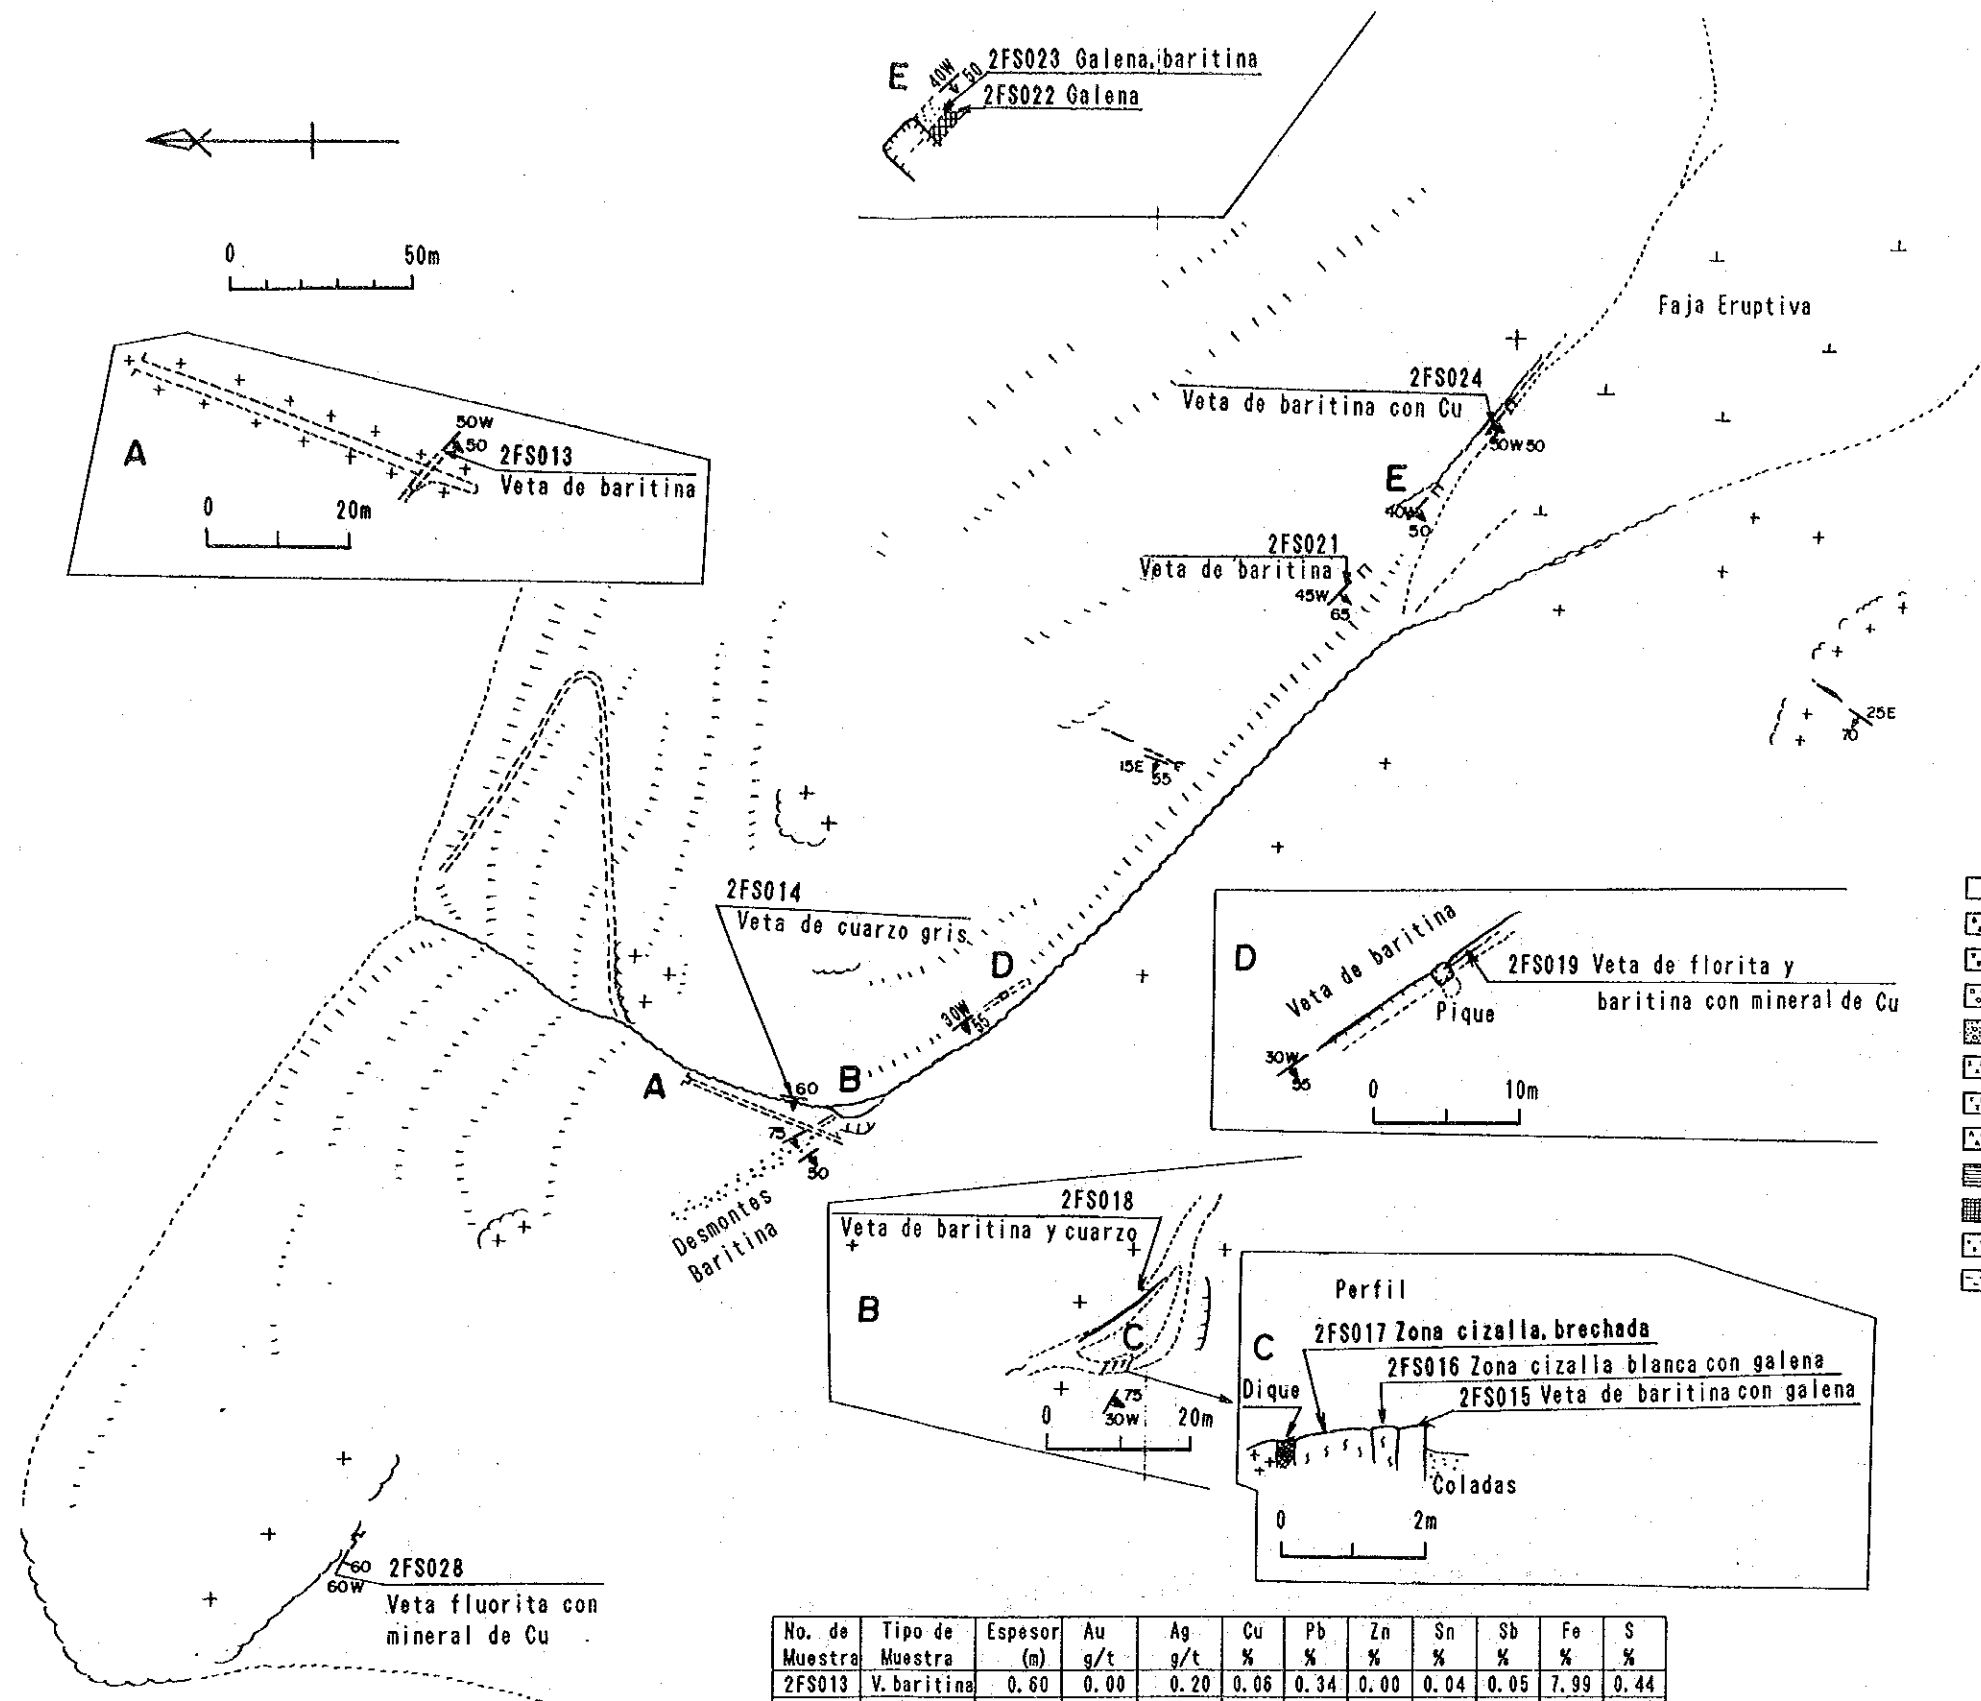 E
40W
50
2FS023 Galena, baritina
2FS022 Galena
0 50m
Faja Eruptiva
A
50W
50
2FS013
Veta de baritina
0 20m
2FS024
Veta de baritina con Cu
50W 50
E
40W
50
2FS021
Veta de baritina
45W
65
25E
70
15E
55
2FS014
Veta de cuarzo gris
D
30W
55
A
60
B
75
50
Desmontes
Baritina
D
Veta de baritina
2FS019 Veta de florita y
baritina con mineral de Cu
Pique
30W
55
0 10m
2FS018
Veta de baritina y cuarzo
B
C
75
30W
0 20m
Perfil
C
2FS017 Zona cizalla, brechada
2FS016 Zona cizalla blanca con galena
2FS015 Veta de baritina con galena
Dique
Coladas
0 2m
60
60W
2FS028
Veta fluorita con
mineral de Cu
No. de Tipo de Espesor Au Ag Cu Pb Zn Sn Sb Fe S
Muestra Muestra (m) g/t g/t % % % % % % %
2FS013 V. baritina 0.60 0.00 0.20 0.06 0.34 0.00 0.04 0.05 7.99 0.44